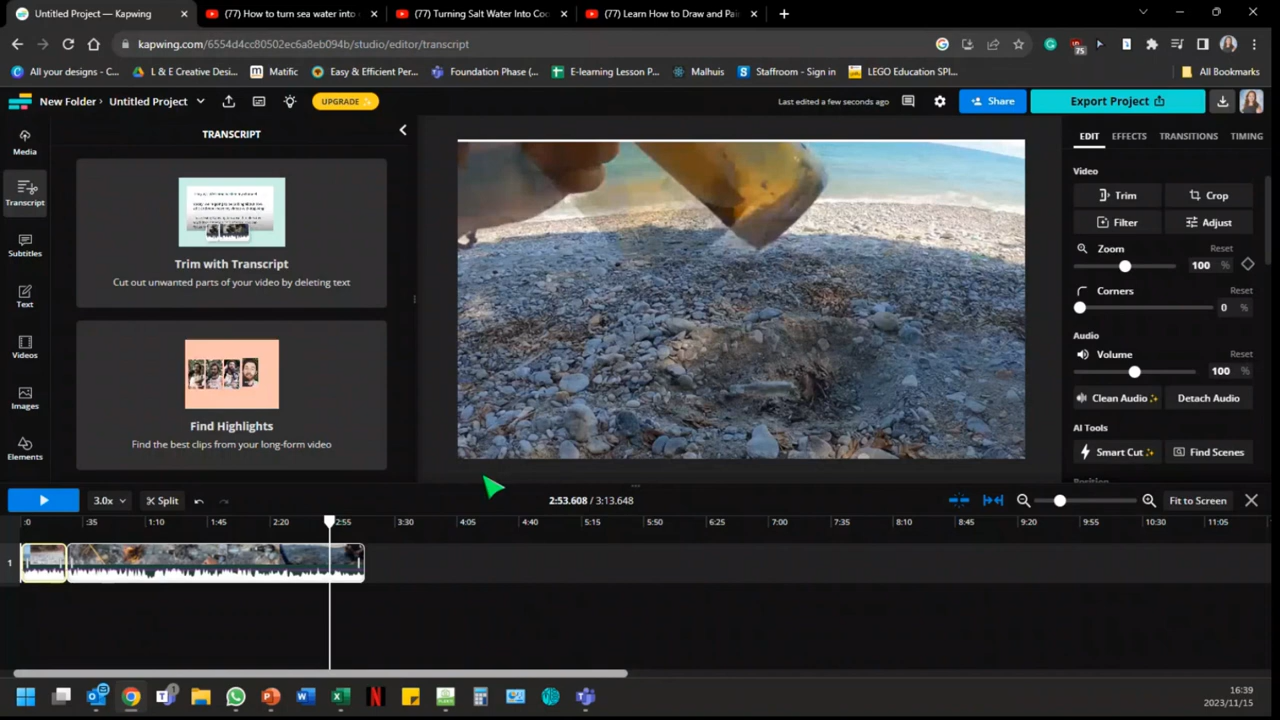 Untitled Project — Kapwing
(77) How to turn sea water into
(77) Turning Salt Water Into Coo
(77) Learn How to Draw and Pai
kapwing.com/6554d4cc80502ec6a8eb094b/studio/editor/transcript
75
All your designs - C...
L & E Creative Desi...
Matific
Easy & Efficient Per...
Foundation Phase (...
E-learning Lesson P...
Malhuis
Staffroom - Sign in
LEGO Education SPI...
All Bookmarks
New Folder › Untitled Project
UPGRADE
Last edited a few seconds ago
Share
Export Project
Media
Transcript
Subtitles
Text
Videos
Images
Elements
TRANSCRIPT
Trim with Transcript
Cut out unwanted parts of your video by deleting text
Find Highlights
Find the best clips from your long-form video
EDIT EFFECTS TRANSITIONS TIMING
Video
Trim Crop
Filter Adjust
Zoom Reset
100 %
Corners Reset
0 %
Audio
Volume Reset
100 %
Clean Audio Detach Audio
AI Tools
Smart Cut Find Scenes
Position
3.0x Split 2:53.608 / 3:13.648 Fit to Screen
:0 :35 1:10 1:45 2:20 2:55 3:30 4:05 4:40 5:15 5:50 6:25 7:00 7:35 8:10 8:45 9:20 9:55 10:30 11:05
1
16:39
2023/11/15